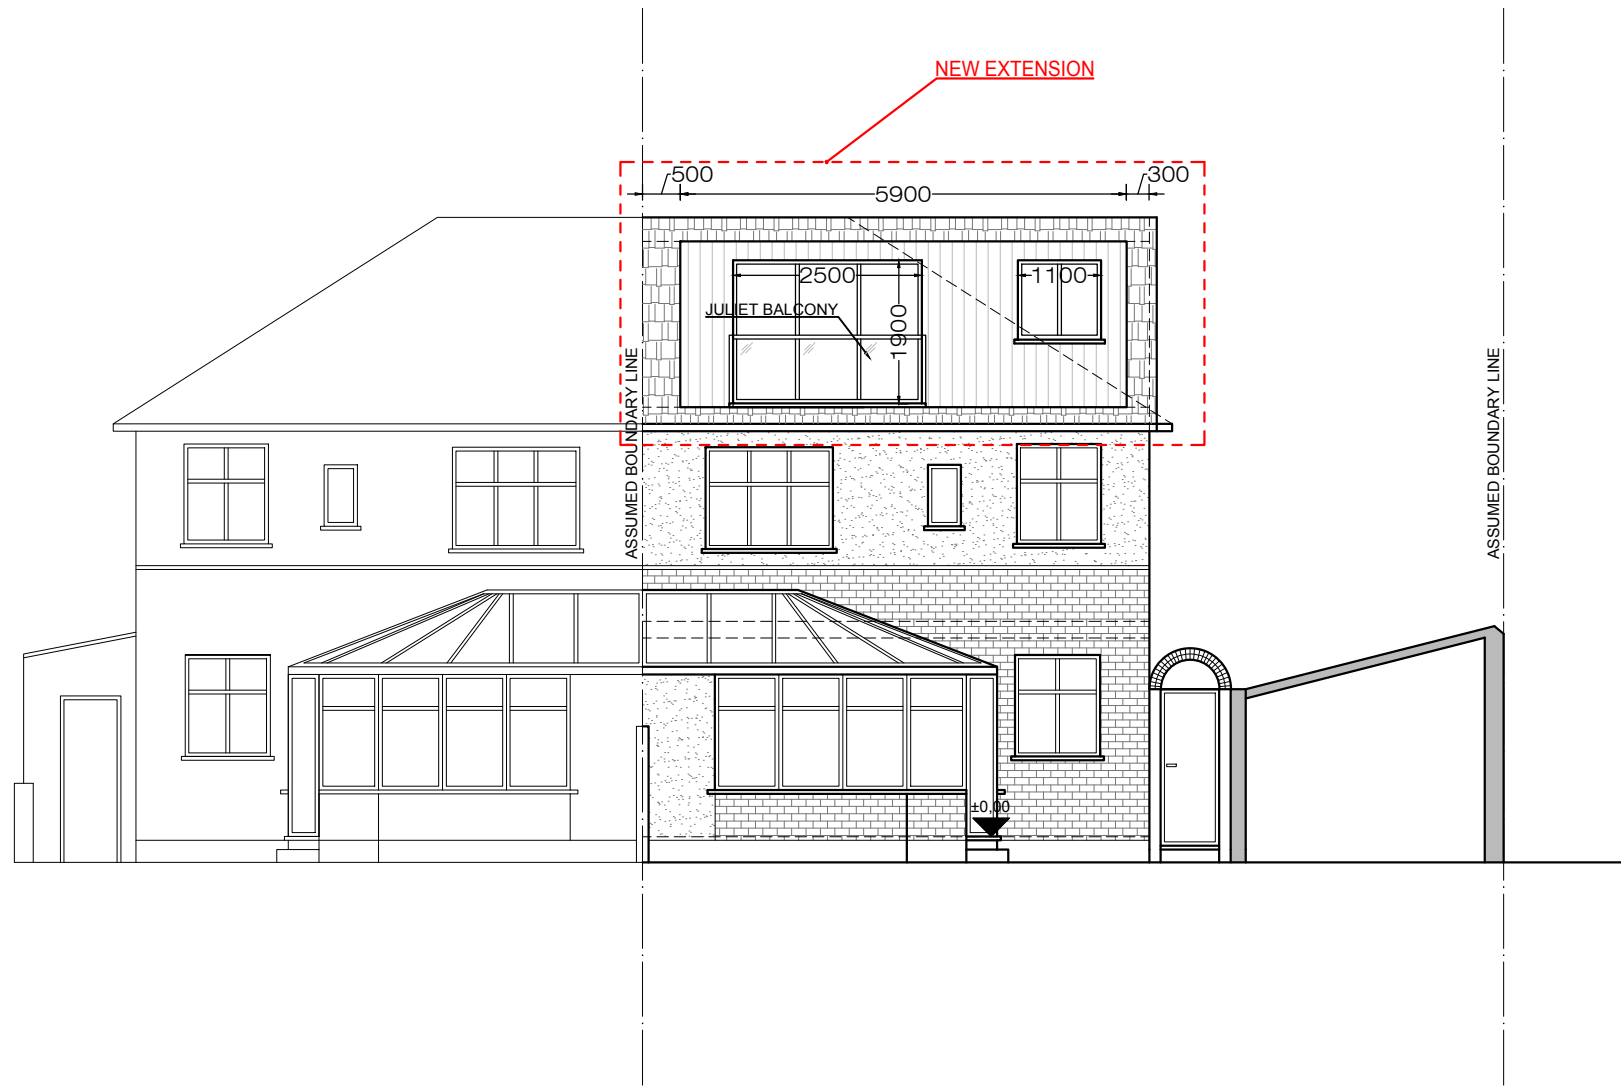 NEW EXTENSION
500
5900
300
2500
1100
JULIET BALCONY
1900
ASSUMED BOUNDARY LINE
ASSUMED BOUNDARY LINE
±0,00